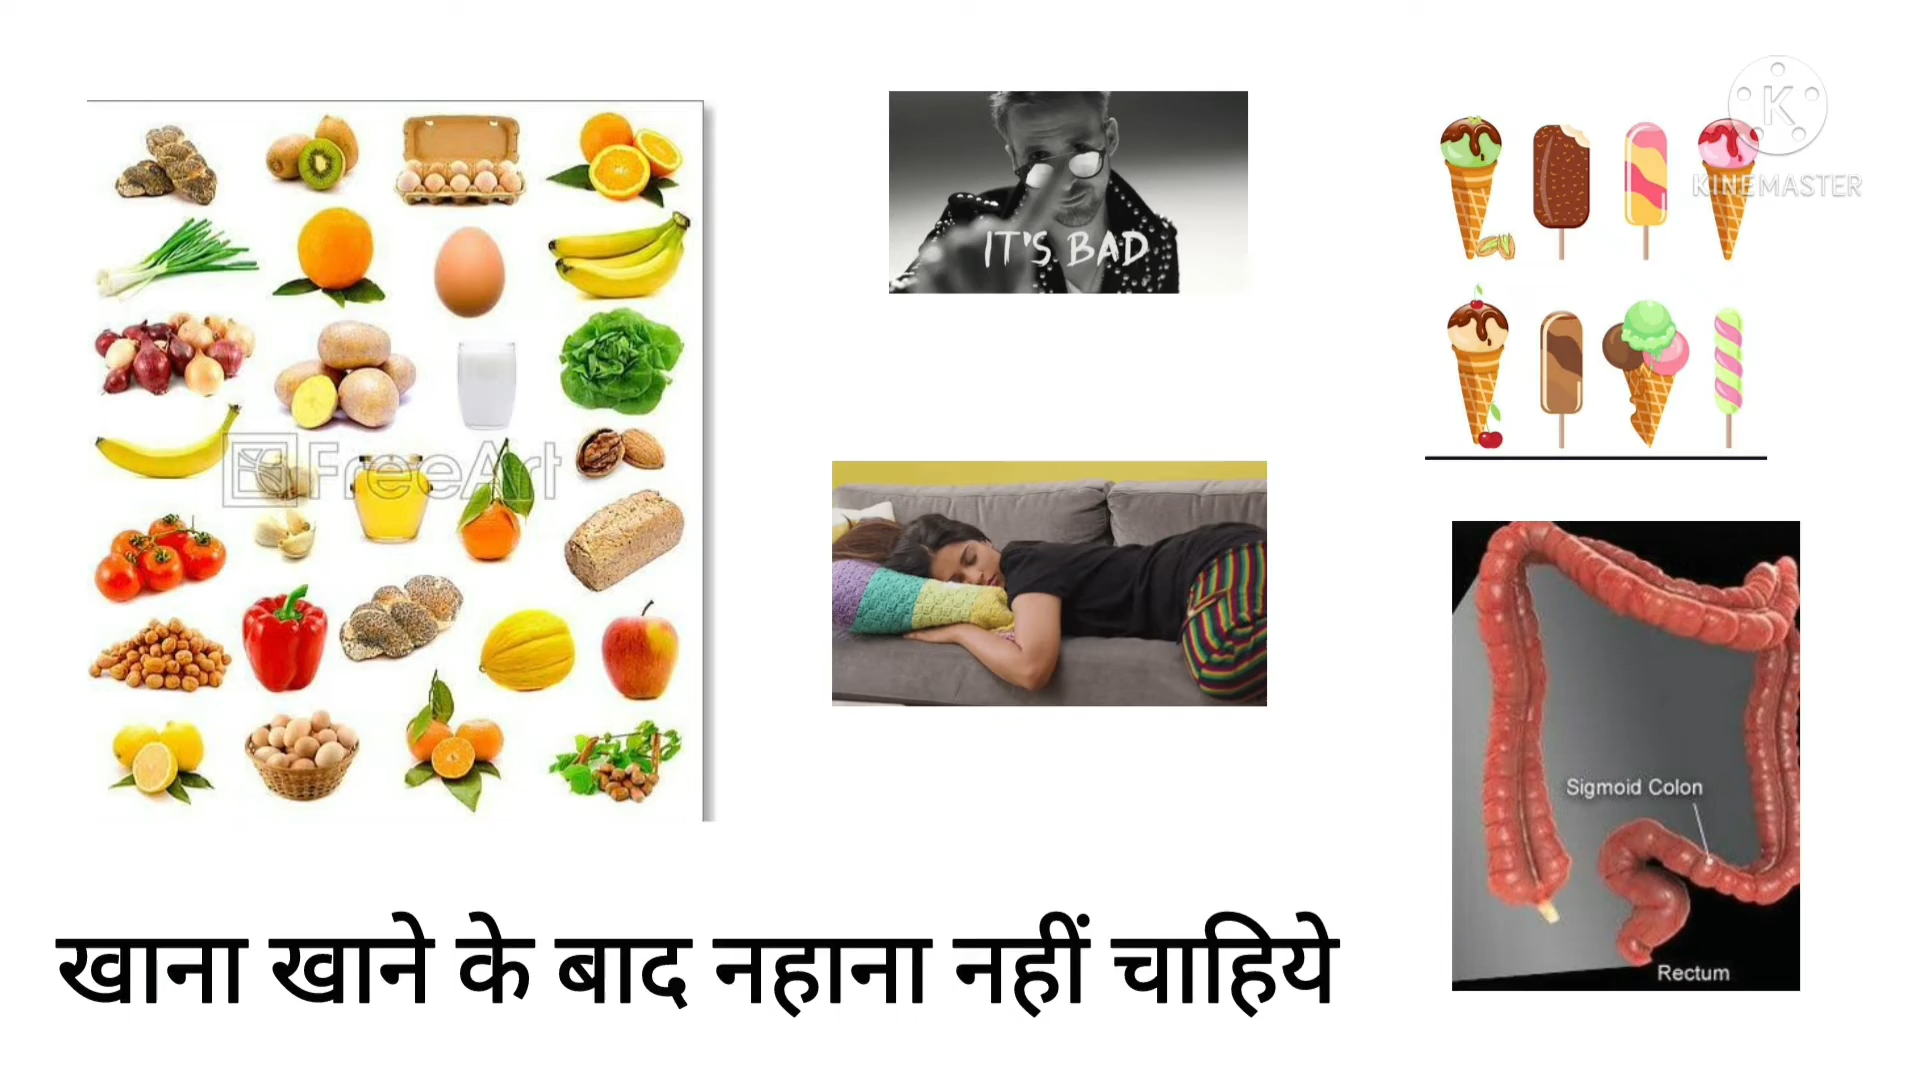 IT'S BAD
K
KINEMASTER
FreeArt
Sigmoid Colon
Rectum
खाना खाने के बाद नहाना नहीं चाहिये